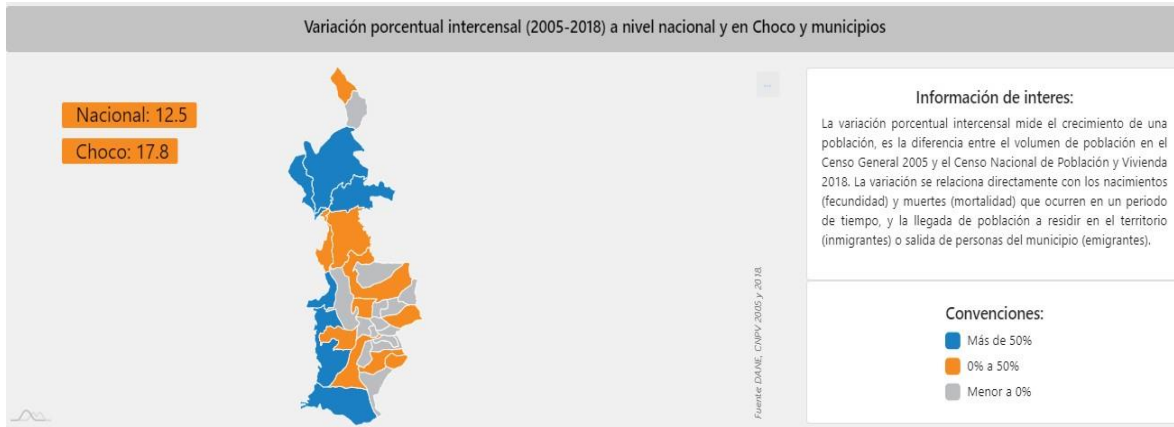 Variación porcentual intercensal (2005-2018) a nivel nacional y en Choco y municipios
Nacional: 12.5
Choco: 17.8
Información de interes:
La variación porcentual intercensal mide el crecimiento de una
población, es la diferencia entre el volumen de población en el
Censo General 2005 y el Censo Nacional de Población y Vivienda
2018. La variación se relaciona directamente con los nacimientos
(fecundidad) y muertes (mortalidad) que ocurren en un periodo
de tiempo, y la llegada de población a residir en el territorio
(inmigrantes) o salida de personas del municipio (emigrantes).
Fuente DANE, CNPV 2005 y 2018.
Convenciones:
Más de 50%
0% a 50%
Menor a 0%